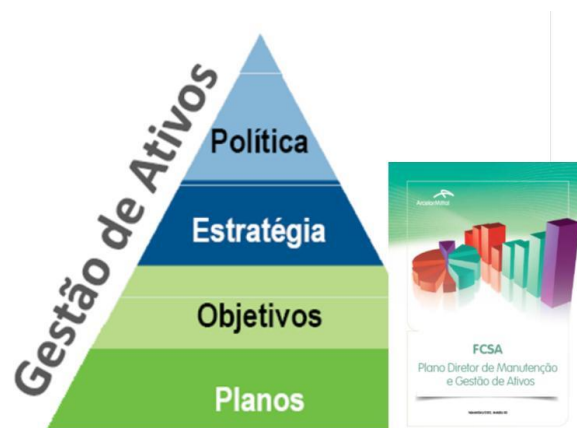 Gestão de Ativos
Política
Estratégia
Objetivos
Planos
ArcelorMittal
FCSA
Plano Diretor de Manutenção
e Gestão de Ativos